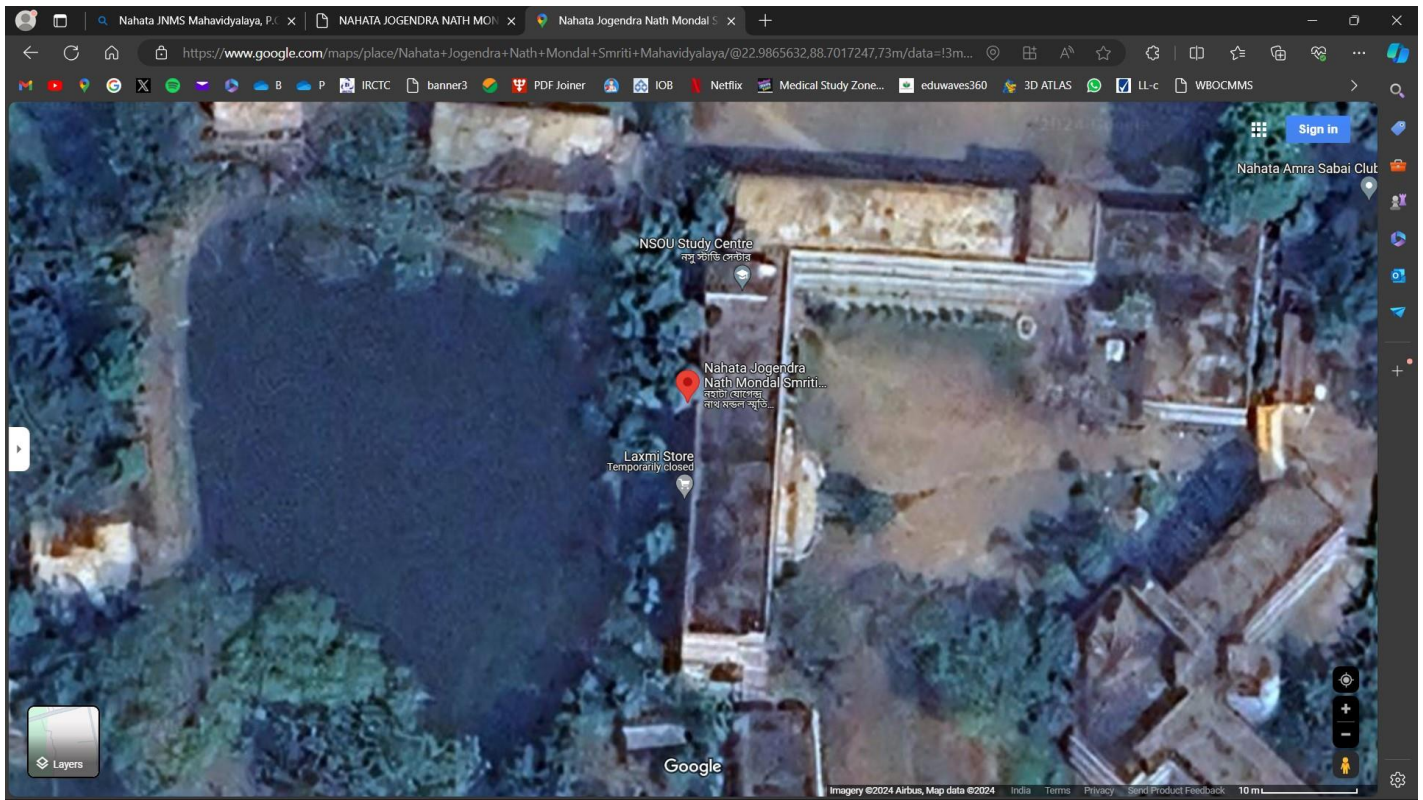 Nahata JNMS Mahavidyalaya, P.O
NAHATA JOGENDRA NATH MON
Nahata Jogendra Nath Mondal S
https://www.google.com/maps/place/Nahata+Jogendra+Nath+Mondal+Smriti+Mahavidyalaya/@22.9865632,88.7017247,73m/data=!3m...
B
P
IRCTC
banner3
PDF Joiner
IOB
Netflix
Medical Study Zone...
eduwaves360
3D ATLAS
LL-c
WBOCMMS
Sign in
Nahata Amra Sabai Club
NSOU Study Centre
নসু স্টাডি সেন্টার
Nahata Jogendra
Nath Mondal Smriti...
নহাটা যোগেন্দ্র
নাথ মন্ডল স্মৃতি...
Laxmi Store
Temporarily closed
Layers
Google
Imagery ©2024 Airbus, Map data ©2024 India Terms Privacy Send Product Feedback 10 m